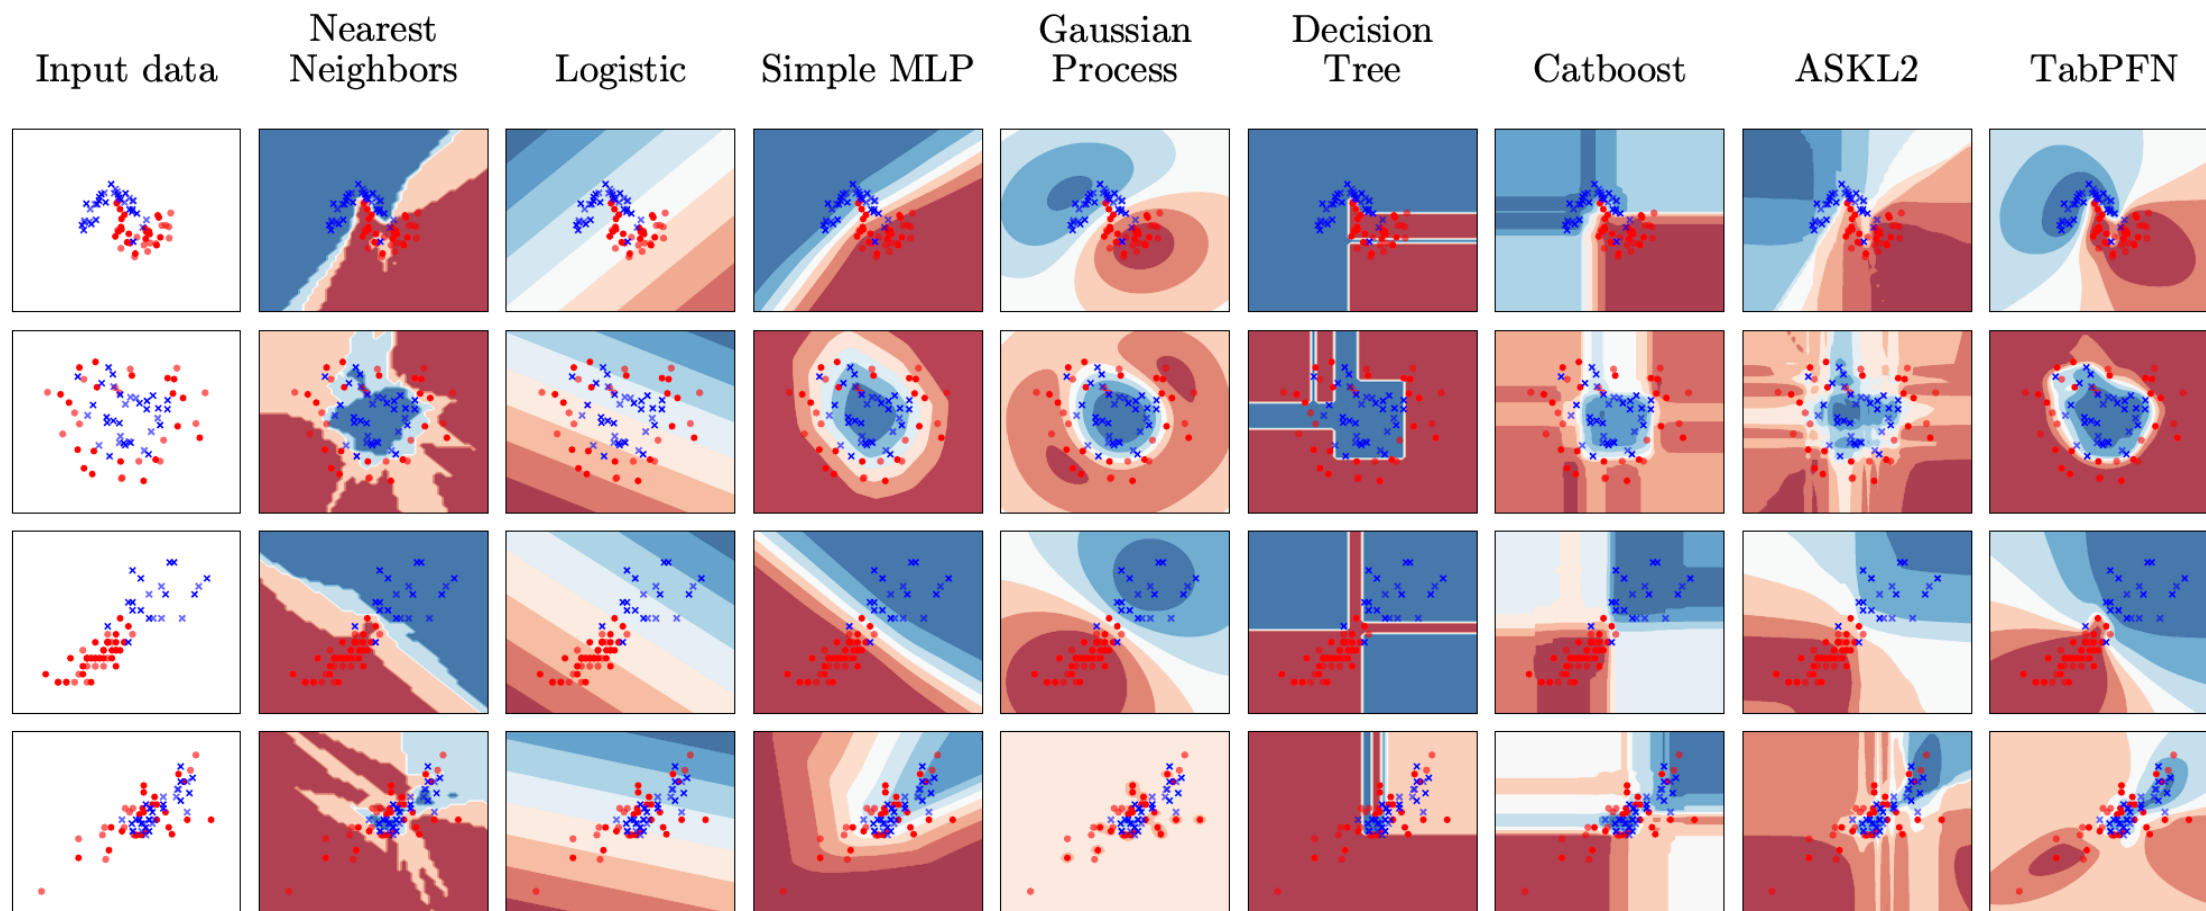 Input data
Nearest
Neighbors
Logistic
Simple MLP
Gaussian
Process
Decision
Tree
Catboost
ASKL2
TabPFN